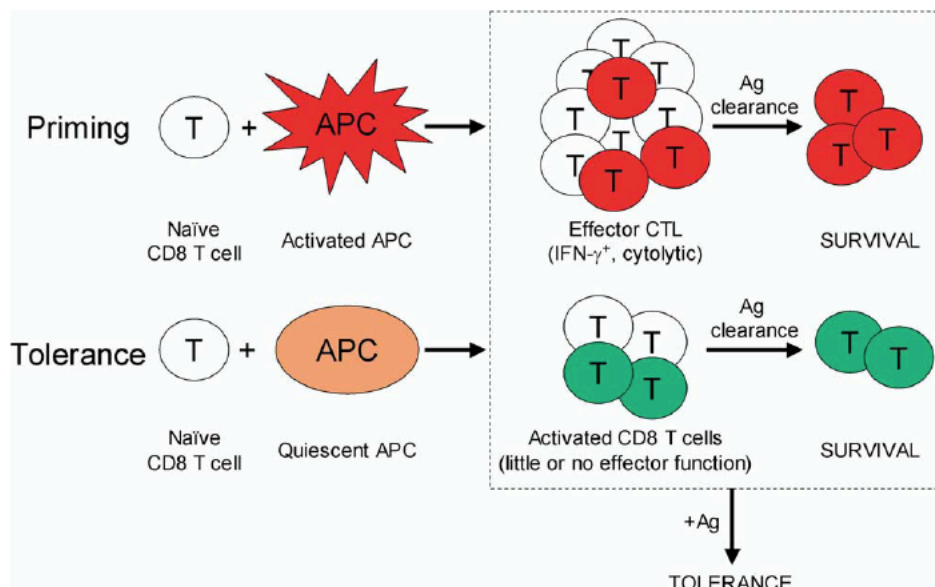 Priming
T
+
APC
T
T
T
T
T
T
T
T
T
T
Ag
clearance
T
T
T
Naïve
CD8 T cell
Activated APC
Effector CTL
(IFN-γ+, cytolytic)
SURVIVAL
Tolerance
T
+
APC
T
T
T
T
Ag
clearance
T
T
Naïve
CD8 T cell
Quiescent APC
Activated CD8 T cells
(little or no effector function)
SURVIVAL
+Ag
TOLERANCE